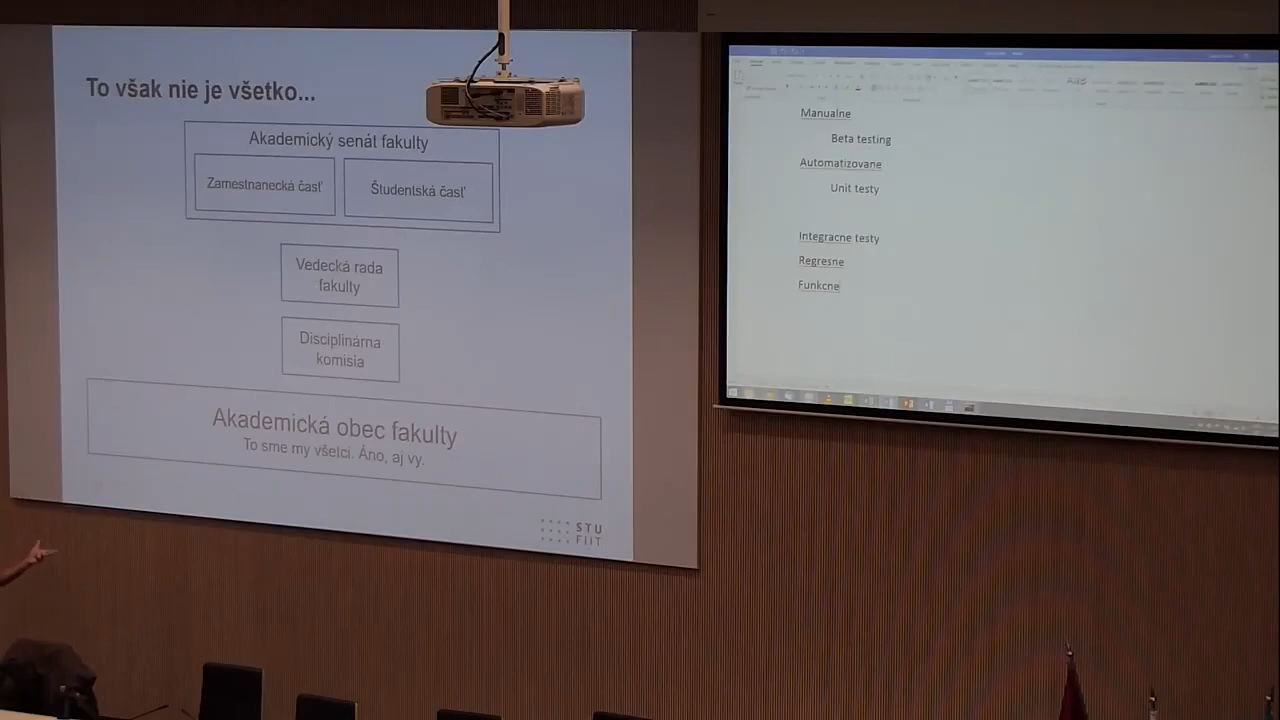 To však nie je všetko...
Akademický senát fakulty
Zamestnanecká časť
Študentská časť
Vedecká rada
fakulty
Disciplinárna
komisia
Akademická obec fakulty
To sme my všetci. Áno, aj vy.
STU
FIIT
Manualne
Beta testing
Automatizovane
Unit testy
Integracne testy
Regresne
Funkcne